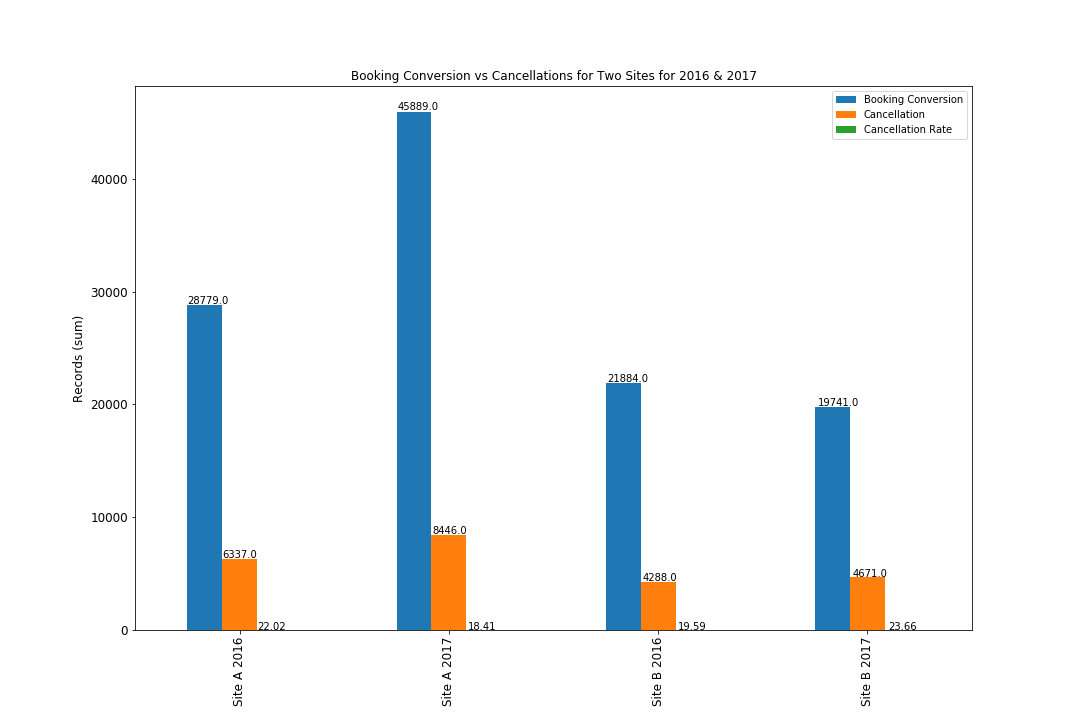 Booking Conversion vs Cancellations for Two Sites for 2016 & 2017
Booking Conversion
Cancellation
Cancellation Rate
Records (sum)
40000
30000
20000
10000
0
28779.0
6337.0
22.02
45889.0
8446.0
18.41
21884.0
4288.0
19.59
19741.0
4671.0
23.66
Site A 2016
Site A 2017
Site B 2016
Site B 2017